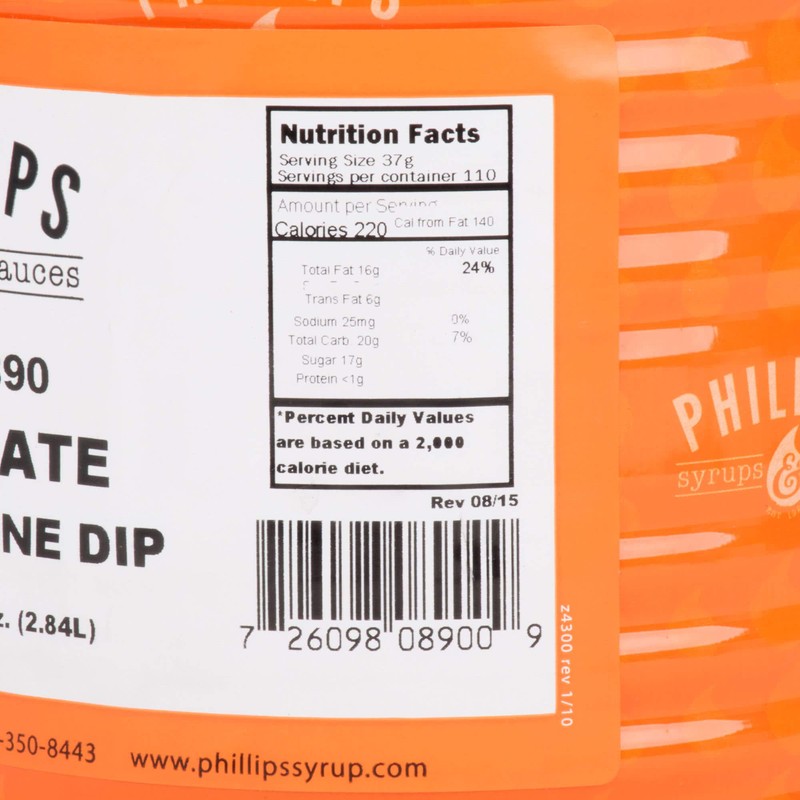 PS
auces
390
ATE
NE DIP
z. (2.84L)
-350-8443
www.phillipssyrup.com
Nutrition Facts
Serving Size 37g
Servings per container 110
Amount per Serving
Calories 220 Cal from Fat 140
% Daily Value
Total Fat 16g 24%
Trans Fat 6g
Sodium 25mg 0%
Total Carb. 20g 7%
Sugar 17g
Protein <1g
*Percent Daily Values
are based on a 2,000
calorie diet.
Rev 08/15
7 26098 08900 9
z4300 rev 1/10
PHILL
syrups &